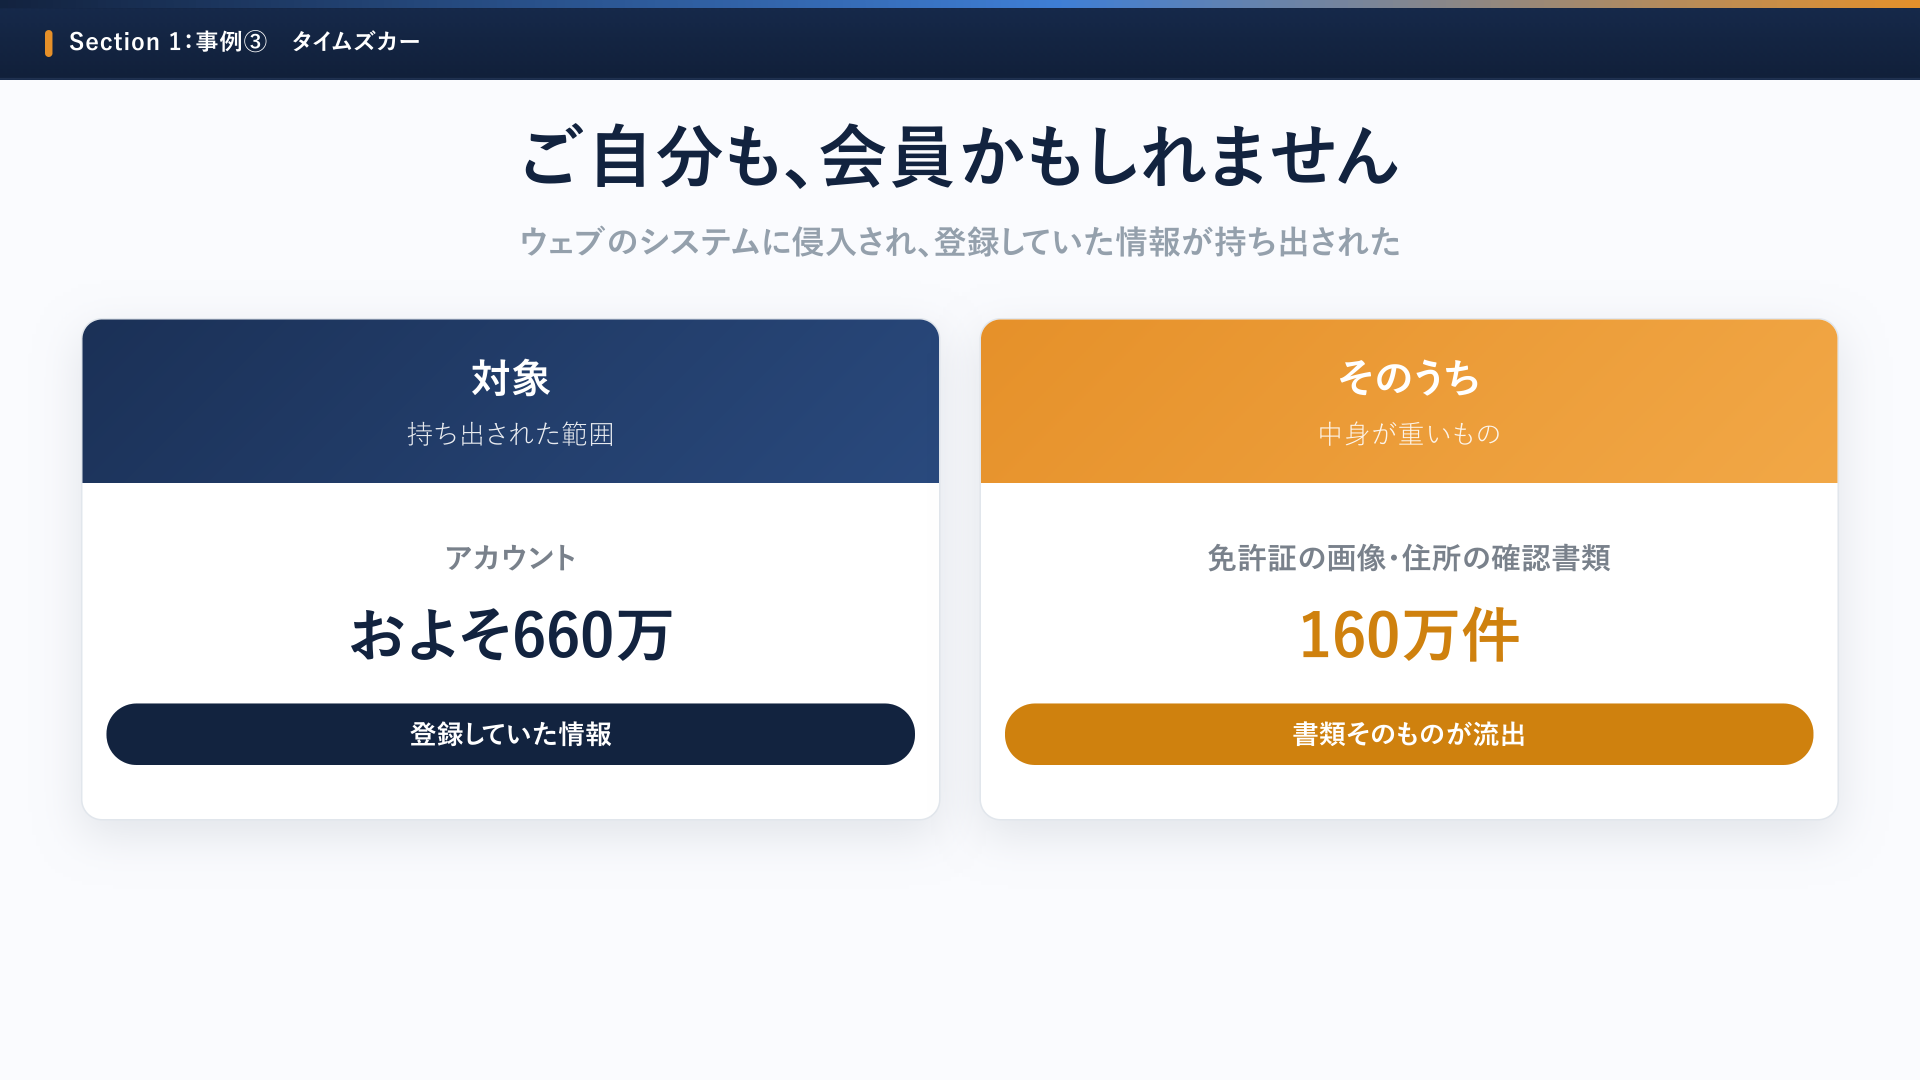 Section 1：事例③　タイムズカー
ご自分も、会員かもしれません
ウェブのシステムに侵入され、登録していた情報が持ち出された
対象
持ち出された範囲
アカウント
およそ660万
登録していた情報
そのうち
中身が重いもの
免許証の画像・住所の確認書類
160万件
書類そのものが流出